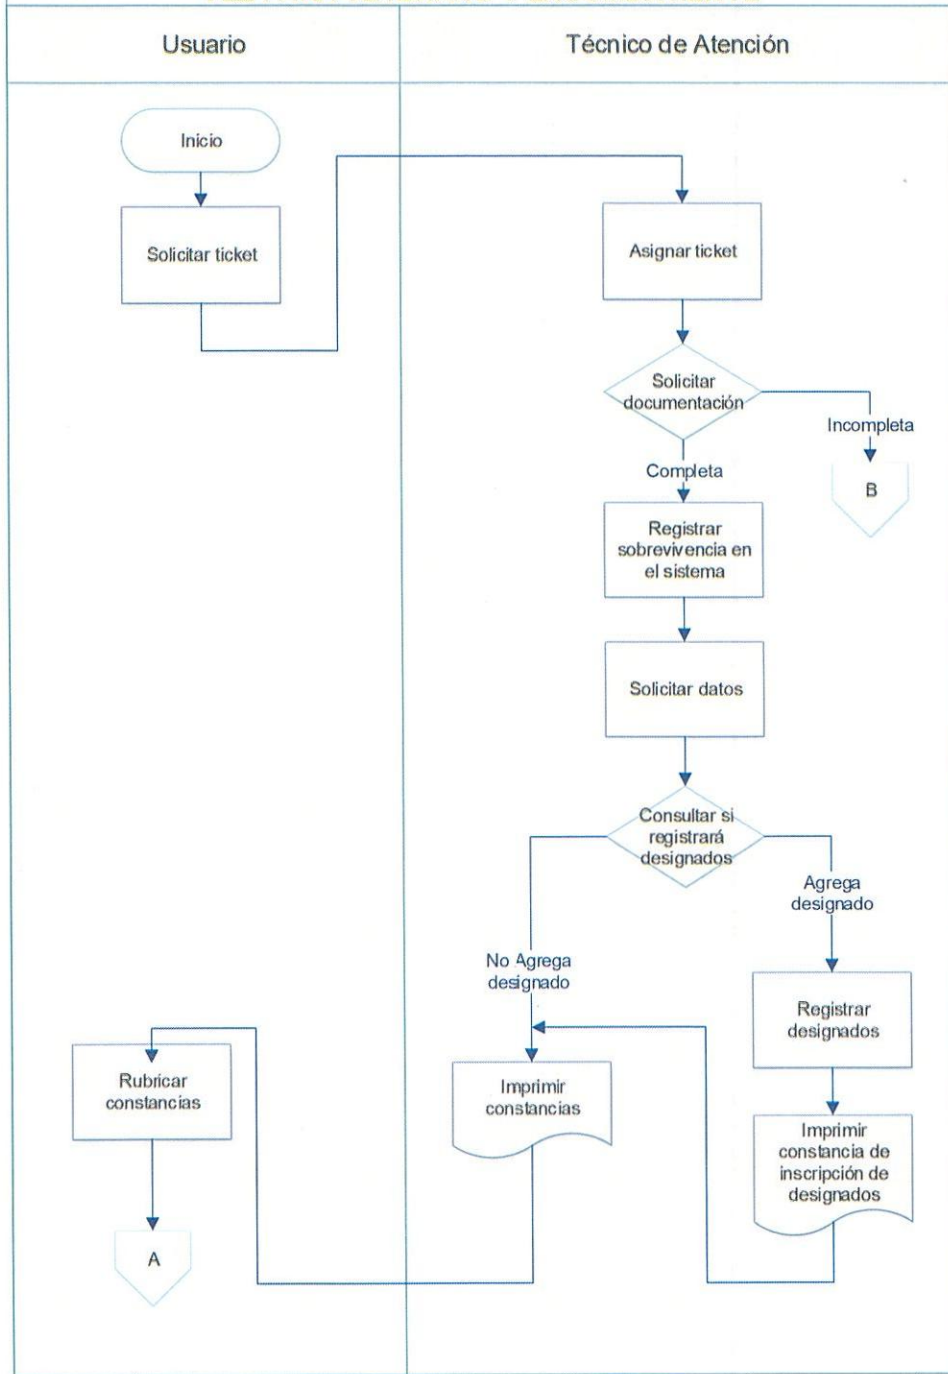 Usuario
Técnico de Atención
Inicio
Solicitar ticket
Asignar ticket
Solicitar
documentación
Incompleta
Completa
B
Registrar
sobrevivencia en
el sistema
Solicitar datos
Consultar si
registrará
designados
Agrega
designado
No Agrega
designado
Registrar
designados
Rubricar
constancias
Imprimir
constancias
Imprimir
constancia de
inscripción de
designados
A